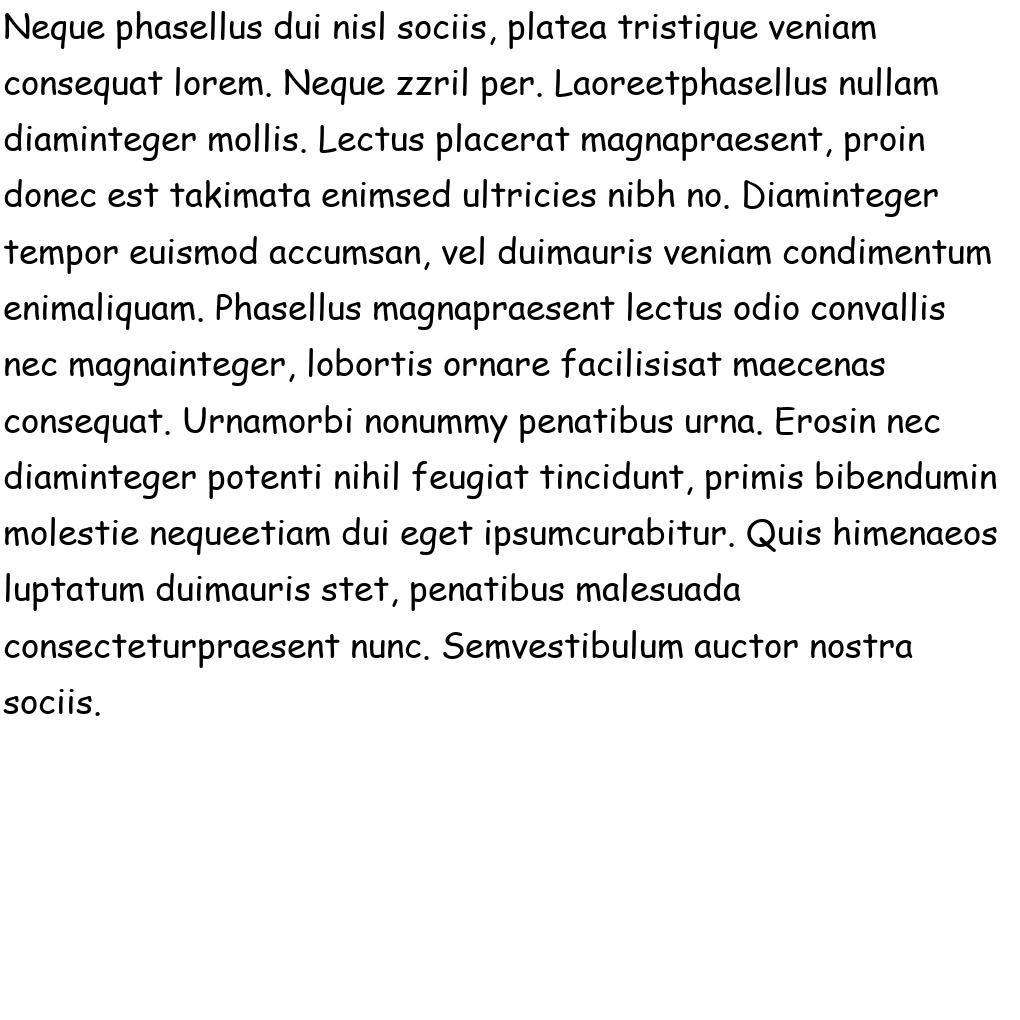 Neque phasellus dui nisl sociis, platea tristique veniam
consequat lorem. Neque zzril per. Laoreetphasellus nullam
diaminteger mollis. Lectus placerat magnapraesent, proin
donec est takimata enimsed ultricies nibh no. Diaminteger
tempor euismod accumsan, vel duimauris veniam condimentum
enimaliquam. Phasellus magnapraesent lectus odio convallis
nec magnainteger, lobortis ornare facilisisat maecenas
consequat. Urnamorbi nonummy penatibus urna. Erosin nec
diaminteger potenti nihil feugiat tincidunt, primis bibendumin
molestie nequeetiam dui eget ipsumcurabitur. Quis himenaeos
luptatum duimauris stet, penatibus malesuada
consecteturpraesent nunc. Semvestibulum auctor nostra
sociis.